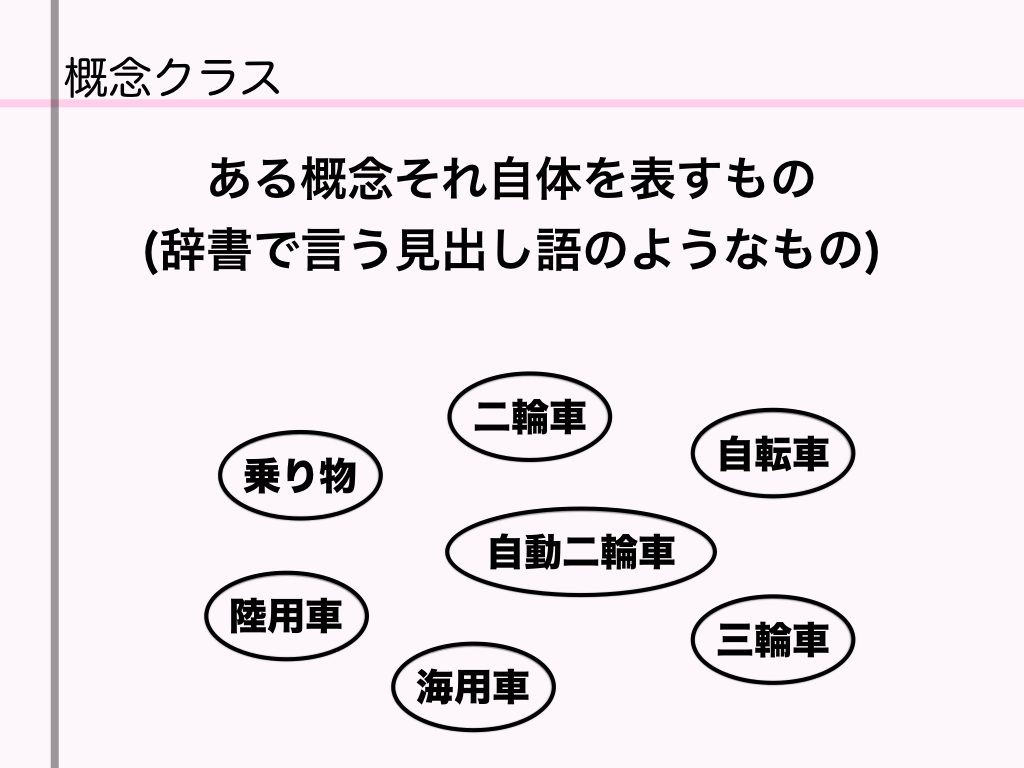 概念クラス
ある概念それ自体を表すもの
(辞書で言う見出し語のようなもの)
二輪車
自転車
乗り物
自動二輪車
陸用車
三輪車
海用車